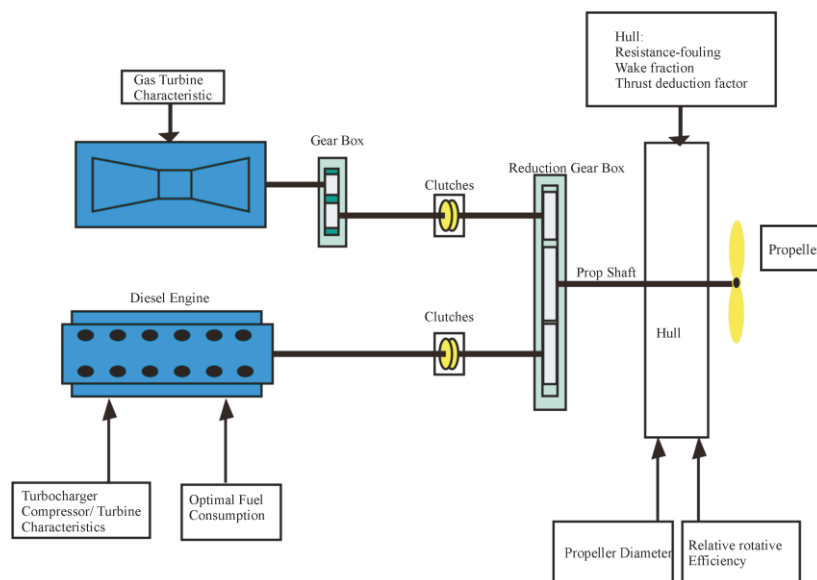 Hull:
Resistance-fouling
Wake fraction
Thrust deduction factor
Gas Turbine
Characteristic
Gear Box
Clutches
Reduction Gear Box
Propeller
Prop Shaft
Diesel Engine
Clutches
Hull
Turbocharger
Compressor/ Turbine
Characteristics
Optimal Fuel
Consumption
Propeller Diameter
Relative rotative
Efficiency